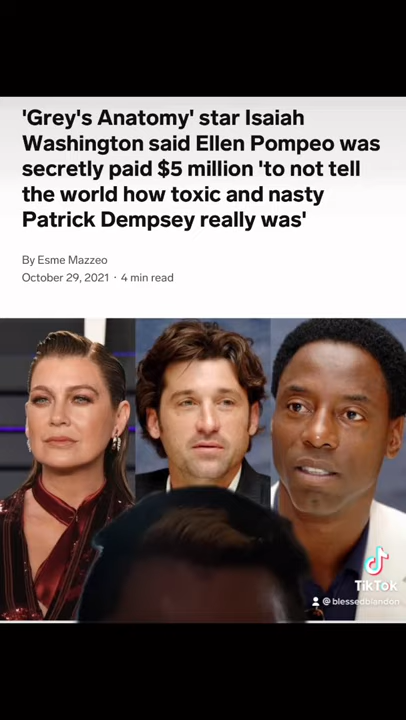 'Grey's Anatomy' star Isaiah
Washington said Ellen Pompeo was
secretly paid $5 million 'to not tell
the world how toxic and nasty
Patrick Dempsey really was'
By Esme Mazzeo
October 29, 2021 · 4 min read
TikTok
@blessedblandon